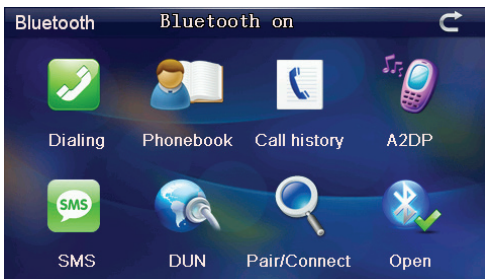 Bluetooth Bluetooth on
Dialing Phonebook Call history A2DP
SMS
SMS DUN Pair/Connect Open